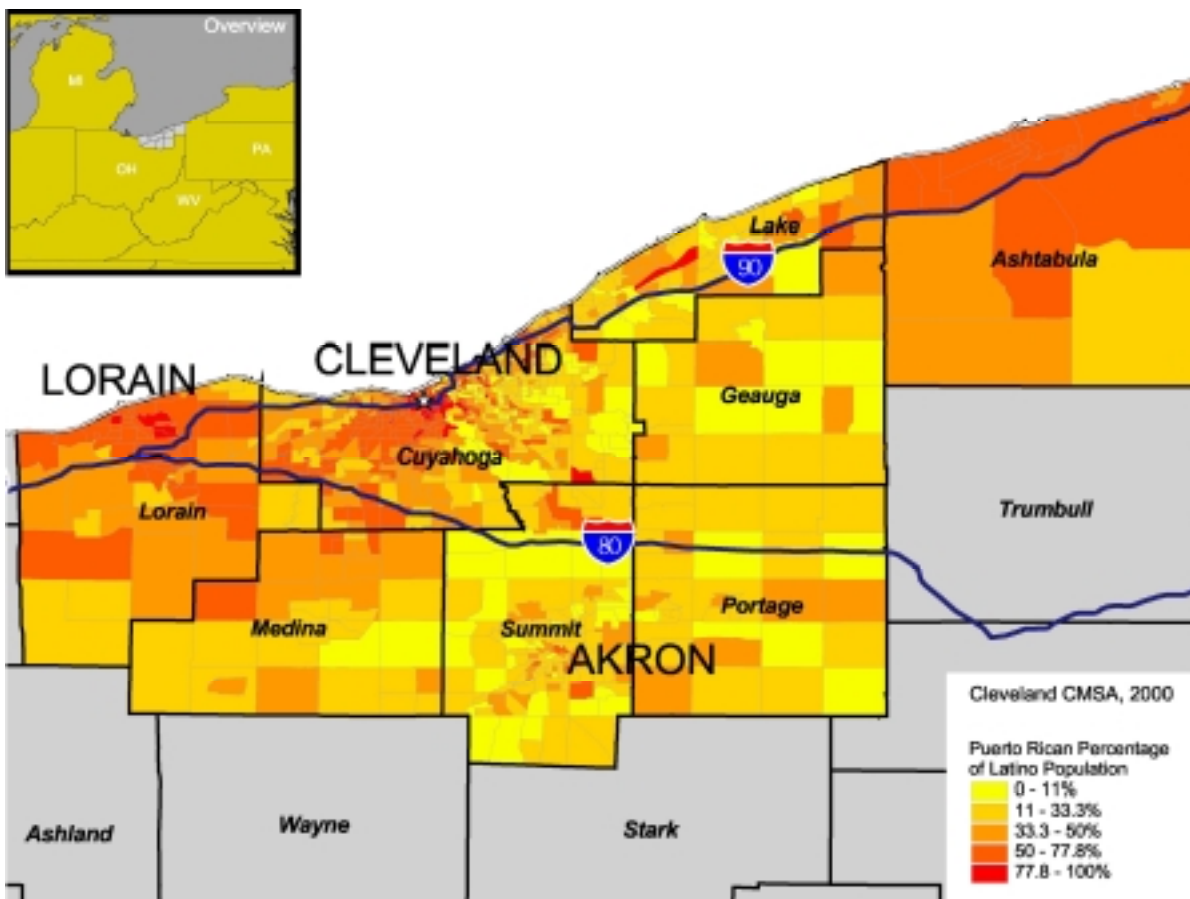 Overview
MI
PA
OH
WV
Lake
90
Ashtabula
LORAIN
CLEVELAND
Geauga
Cuyahoga
Lorain
Trumbull
80
Medina
Summit
Portage
AKRON
Cleveland CMSA, 2000
Puerto Rican Percentage
of Latino Population
0 - 11%
11 - 33.3%
33.3 - 50%
50 - 77.8%
77.8 - 100%
Ashland
Wayne
Stark